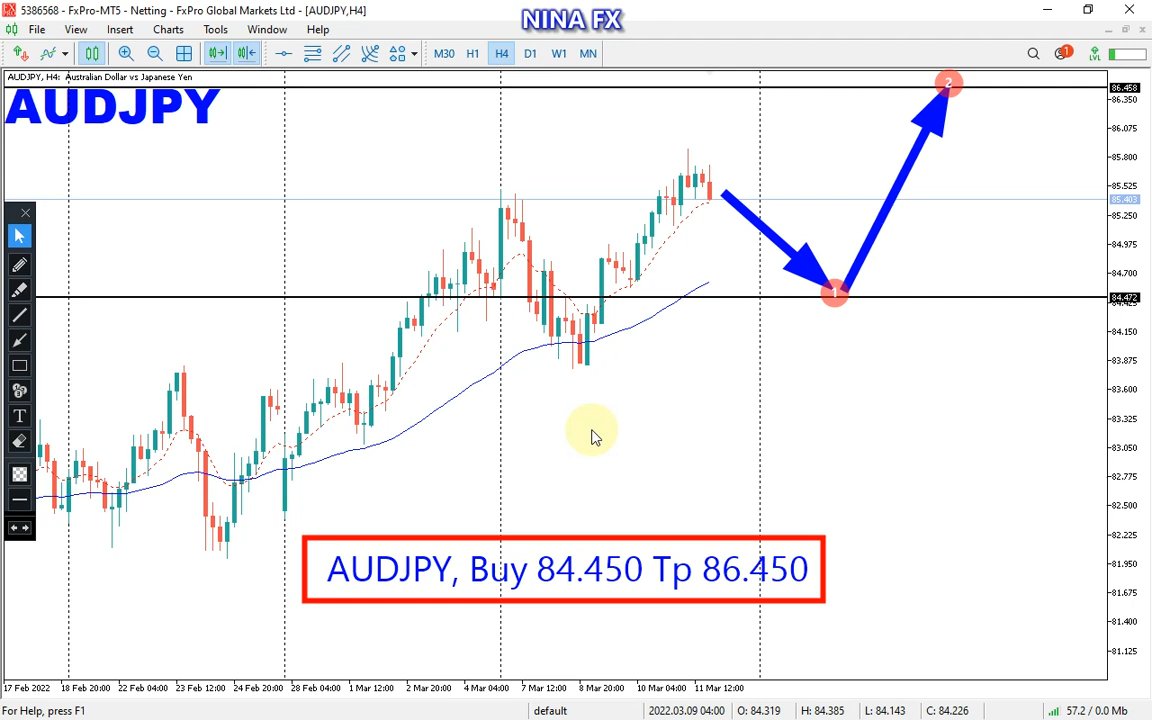 5386568 - FxPro-MT5 - Netting - FxPro Global Markets Ltd - [AUDJPY,H4]
NINA FX
File View Insert Charts Tools Window Help
M30 H1 H4 D1 W1 MN
1
LVL
AUDJPY, H4: Australian Dollar vs Japanese Yen
AUDJPY
2
86.458
86.350
86.075
85.800
85.525
85.403
85.250
84.975
84.700
1
84.472
84.425
84.150
83.875
83.600
83.325
T
83.050
82.775
82.500
82.225
AUDJPY, Buy 84.450 Tp 86.450
81.950
81.675
81.400
81.125
17 Feb 2022 18 Feb 20:00 22 Feb 04:00 23 Feb 12:00 24 Feb 20:00 28 Feb 04:00 1 Mar 12:00 2 Mar 20:00 4 Mar 04:00 7 Mar 12:00 8 Mar 20:00 10 Mar 04:00 11 Mar 12:00
For Help, press F1 default 2022.03.09 04:00 O: 84.319 H: 84.385 L: 84.143 C: 84.226 57.2 / 0.0 Mb